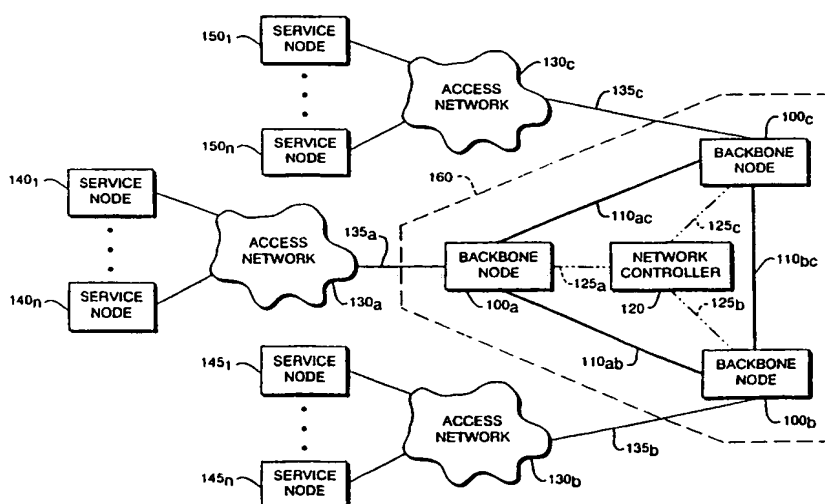 150₁
SERVICE
NODE
130c
ACCESS
NETWORK
135c
100c
150n
SERVICE
NODE
BACKBONE
NODE
160
140₁
SERVICE
NODE
110ac
125c
135a
ACCESS
NETWORK
BACKBONE
NODE
NETWORK
CONTROLLER
110bc
125a
140n
SERVICE
NODE
130a
100a
120
125b
145₁
SERVICE
NODE
110ab
BACKBONE
NODE
ACCESS
NETWORK
100b
135b
145n
SERVICE
NODE
130b